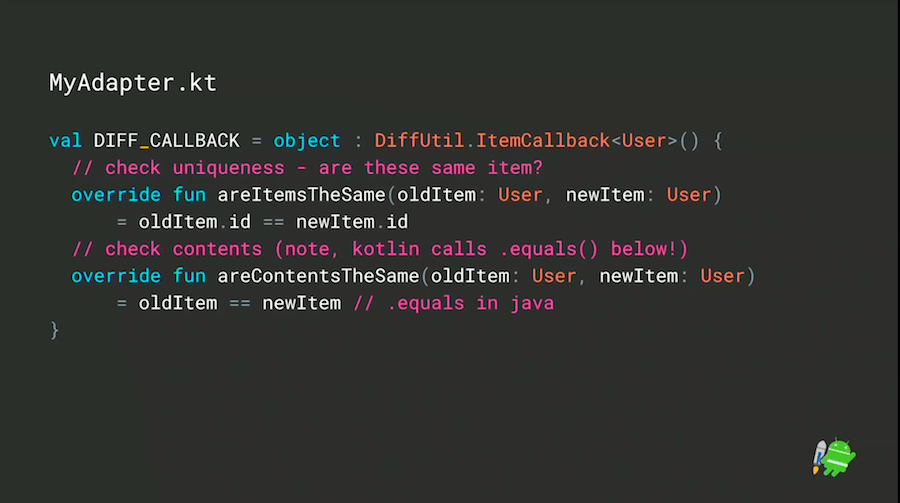 MyAdapter.kt
val DIFF_CALLBACK = object : DiffUtil.ItemCallback<User>() {
  // check uniqueness - are these same item?
  override fun areItemsTheSame(oldItem: User, newItem: User)
      = oldItem.id == newItem.id
  // check contents (note, kotlin calls .equals() below!)
  override fun areContentsTheSame(oldItem: User, newItem: User)
      = oldItem == newItem // .equals in java
}